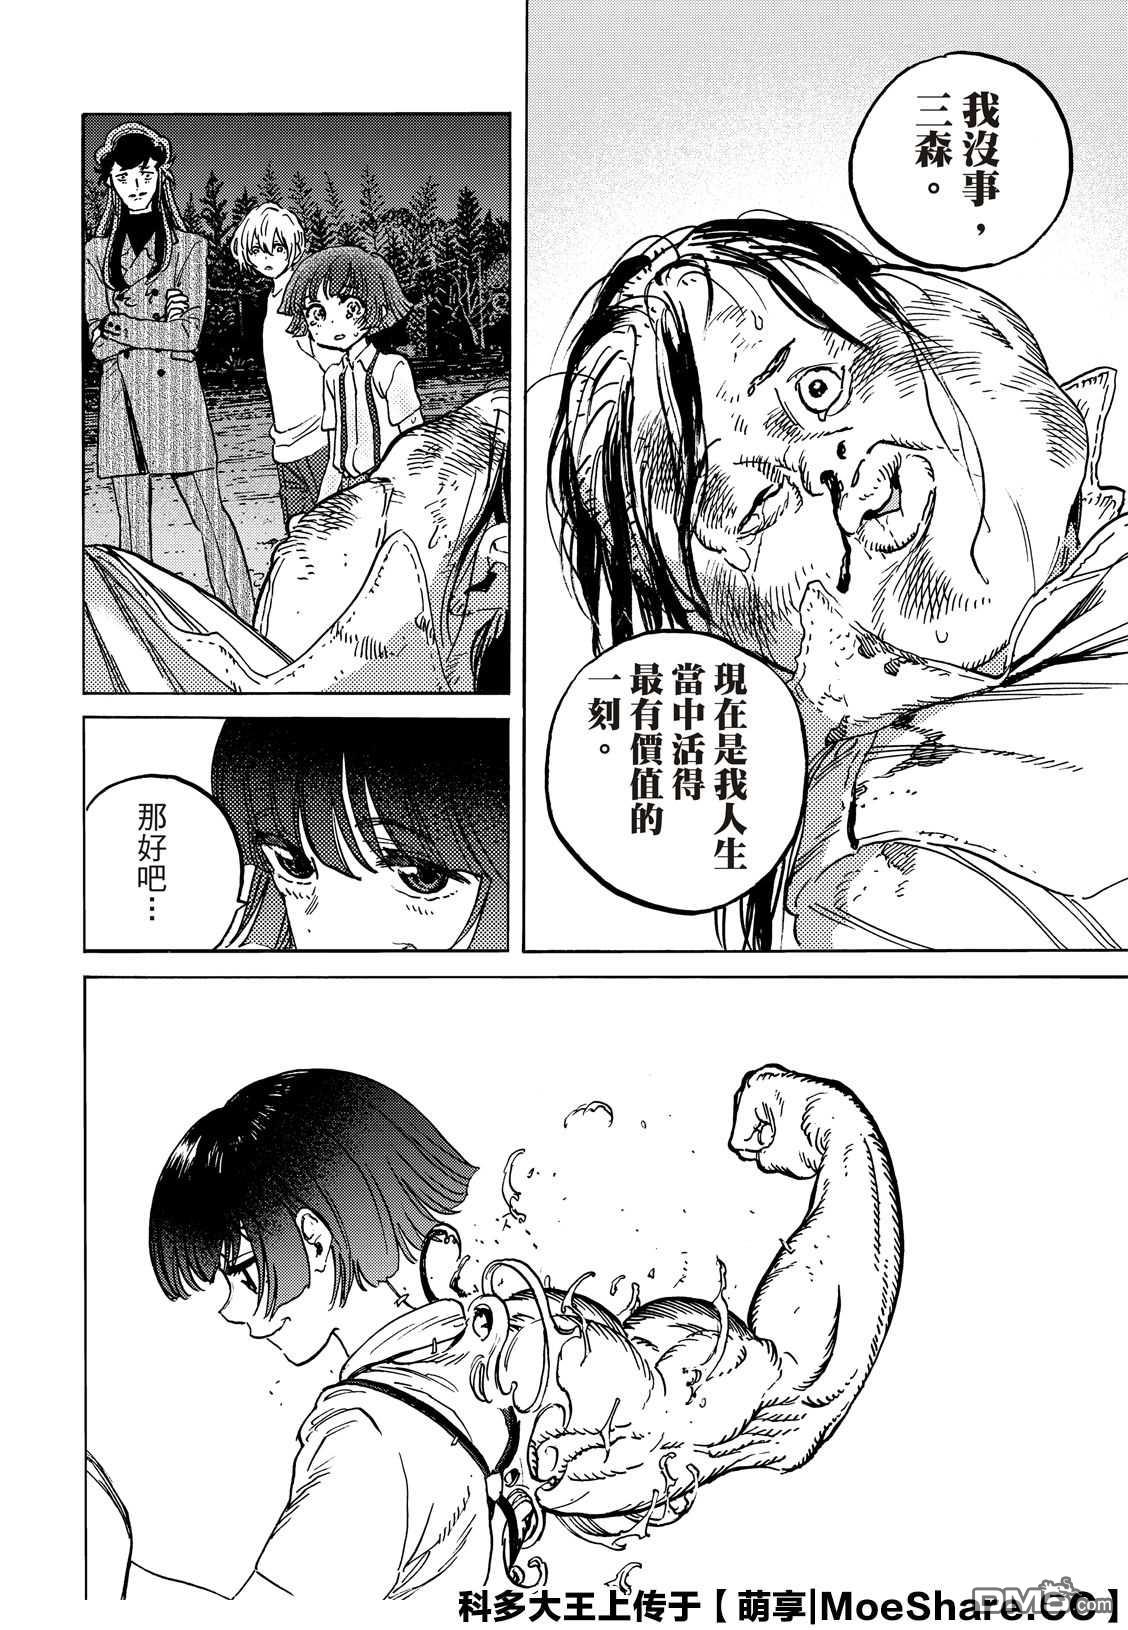 我沒事，
三森。
現在是我人生
當中活得
最有價值的
一刻。
那好吧…
科多大王上传于【萌享|MoeShare.CC】